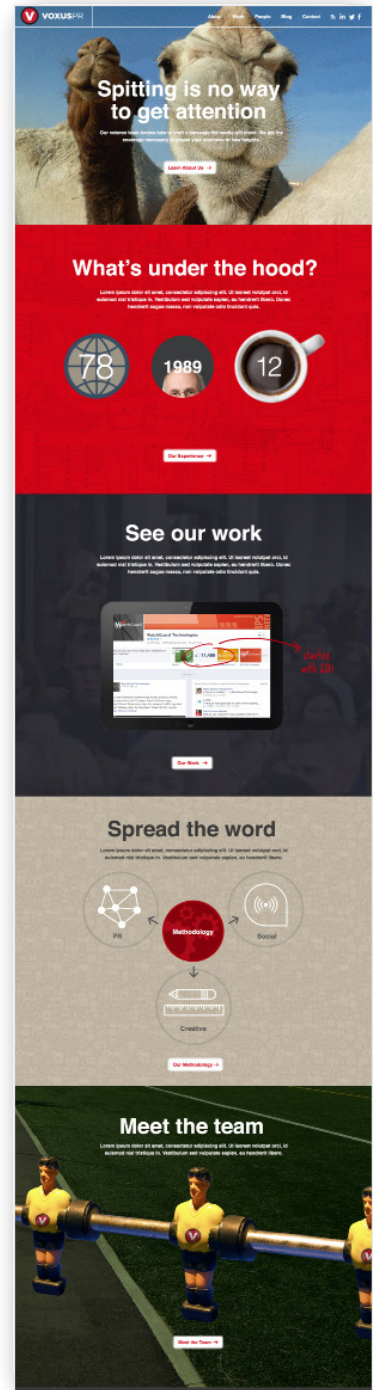 VOXUSPR
About Work People Blog Contact
Spitting is no way
to get attention
Learn About Us →
What's under the hood?
Lorem ipsum dolor sit amet, consectetur adipiscing elit. Ut laoreet volutpat orci, id
euismod nisl tristique in. Vestibulum sed vulputate sapien, eu hendrerit libero. Donec
hendrerit augue massa, non vulputate odio tincidunt quis.
78
1989
12
Our Experience →
See our work
Lorem ipsum dolor sit amet, consectetur adipiscing elit. Ut laoreet volutpat orci, id
euismod nisl tristique in. Vestibulum sed vulputate sapien, eu hendrerit libero. Donec
hendrerit augue massa, non vulputate odio tincidunt quis.
WatchGuard Technologies
11,498
started
with 201
Our Work →
Spread the word
Lorem ipsum dolor sit amet, consectetur adipiscing elit. Ut laoreet volutpat orci, id
euismod nisl tristique in. Vestibulum sed vulputate sapien, eu hendrerit libero.
Methodology
PR
Social
Creative
Our Methodology →
Meet the team
Lorem ipsum dolor sit amet, consectetur adipiscing elit. Ut laoreet volutpat orci, id
euismod nisl tristique in. Vestibulum sed vulputate sapien, eu hendrerit libero.
Meet the Team →